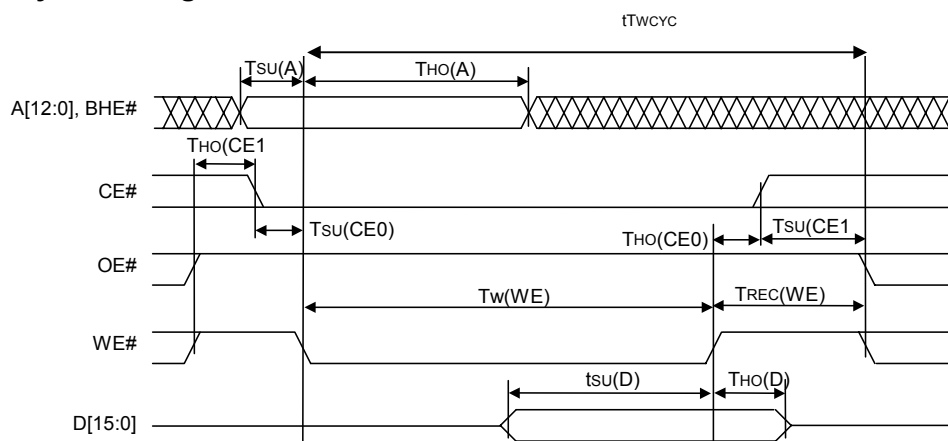 tTWCYC
TSU(A) THO(A)
A[12:0], BHE#
THO(CE1
CE#
TSU(CE0) THO(CE0) TSU(CE1
OE#
TW(WE) TREC(WE)
WE#
tSU(D) THO(D)
D[15:0]